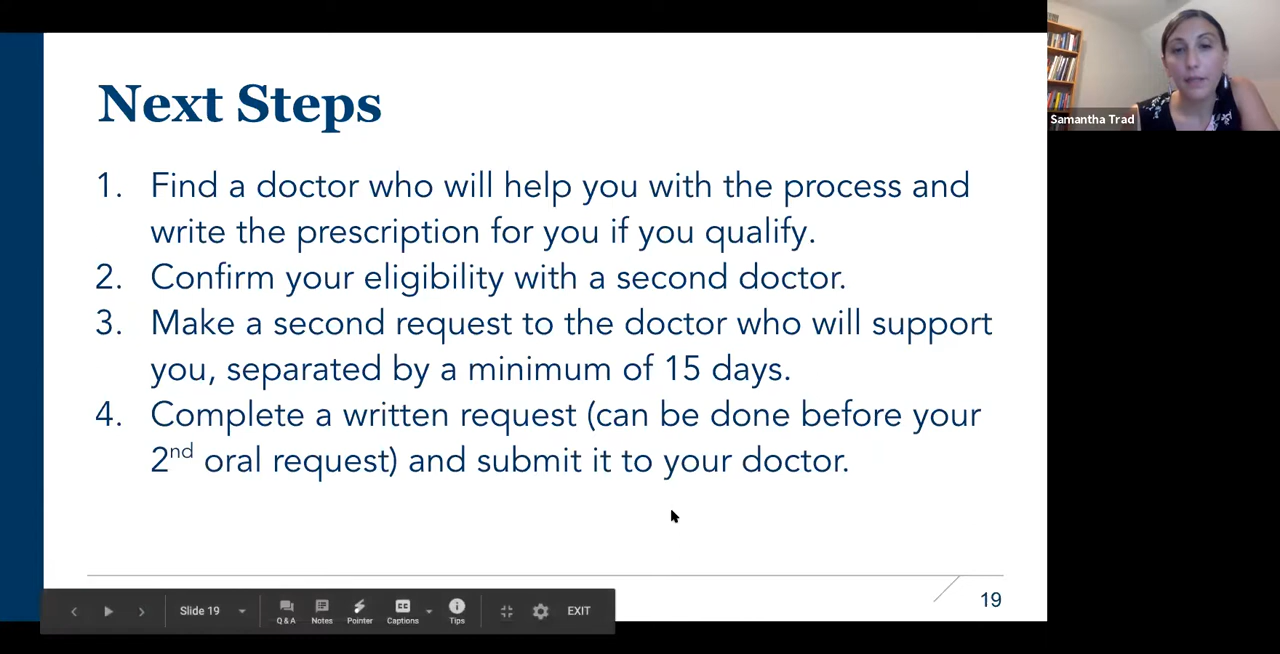 Next Steps
1. Find a doctor who will help you with the process and
write the prescription for you if you qualify.
2. Confirm your eligibility with a second doctor.
3. Make a second request to the doctor who will support
you, separated by a minimum of 15 days.
4. Complete a written request (can be done before your
2nd oral request) and submit it to your doctor.
19
Samantha Trad
Slide 19
Q & A
Notes
Pointer
CC
Captions
Tips
EXIT